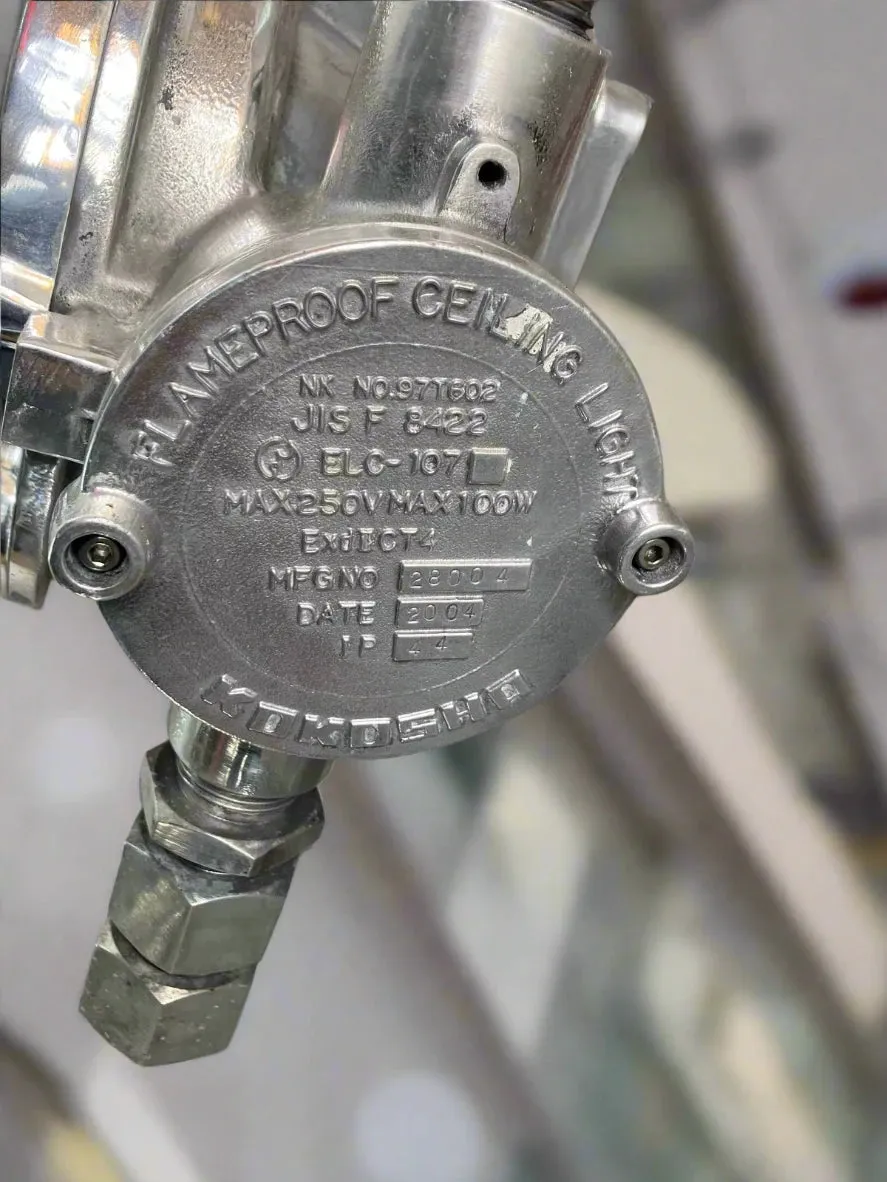 FLAMEPROOF CEILING LIGHT
NK NO.97T602
JIS F 8422
ELC-107
MAX250V MAX100W
ExdIICT4
MFG NO 28004
DATE 2004
IP 44
KOKOSHA